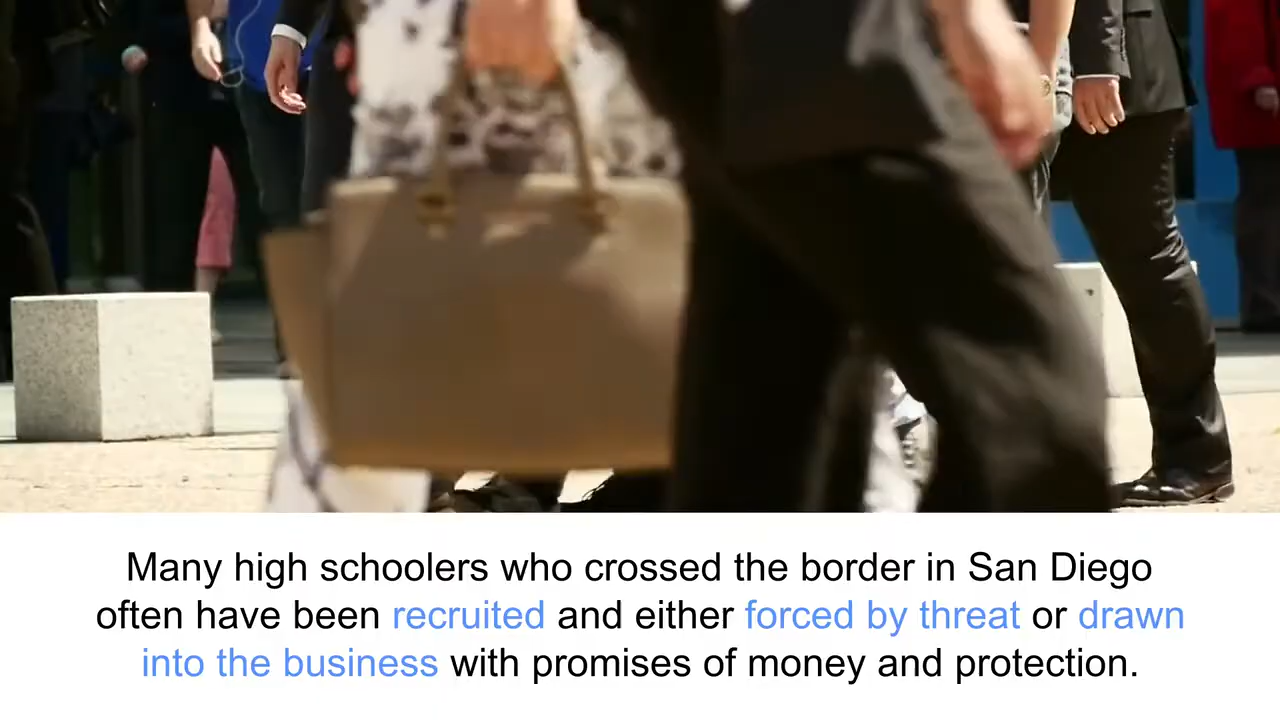 Many high schoolers who crossed the border in San Diego
often have been recruited and either forced by threat or drawn
into the business with promises of money and protection.